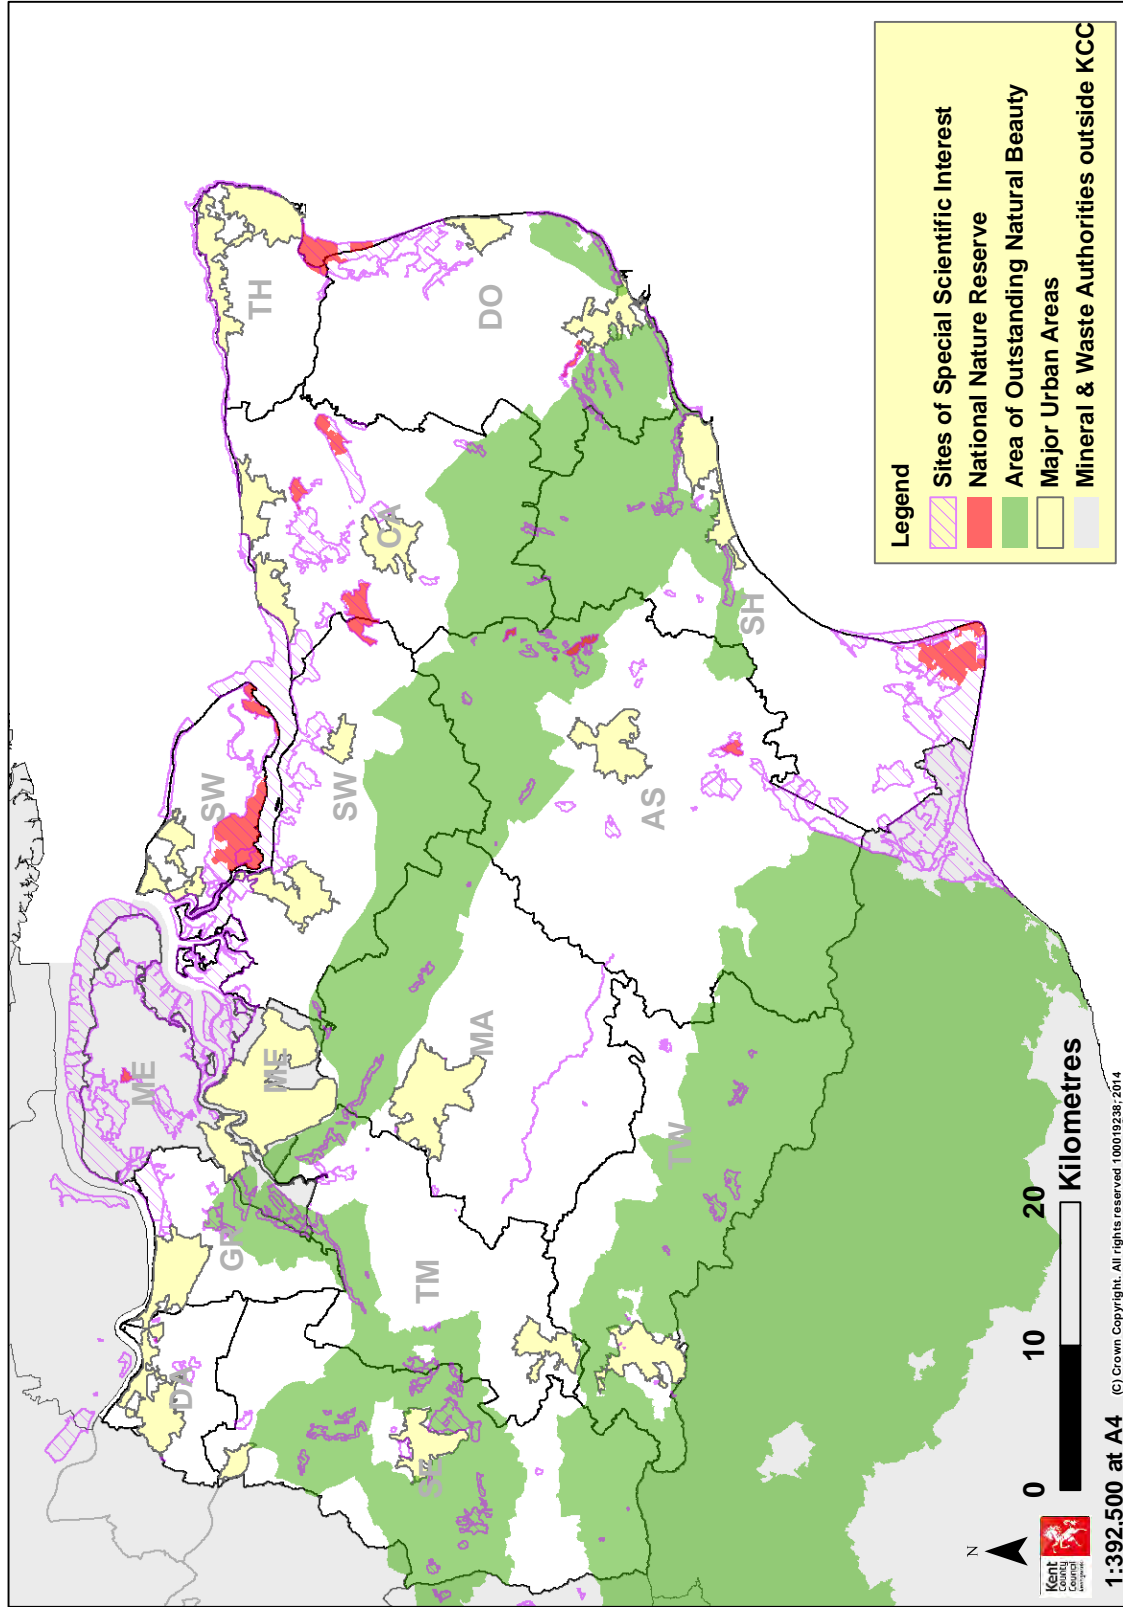 TH
DO
CA
SW
SW
ME
ME
GR
DA
SE
TM
MA
TW
AS
SH
Legend
Sites of Special Scientific Interest
National Nature Reserve
Area of Outstanding Natural Beauty
Major Urban Areas
Mineral & Waste Authorities outside KCC
N
Kent
County
Council
0 10 20
Kilometres
1:392,500 at A4 (C) Crown Copyright. All rights reserved 100019238, 2014